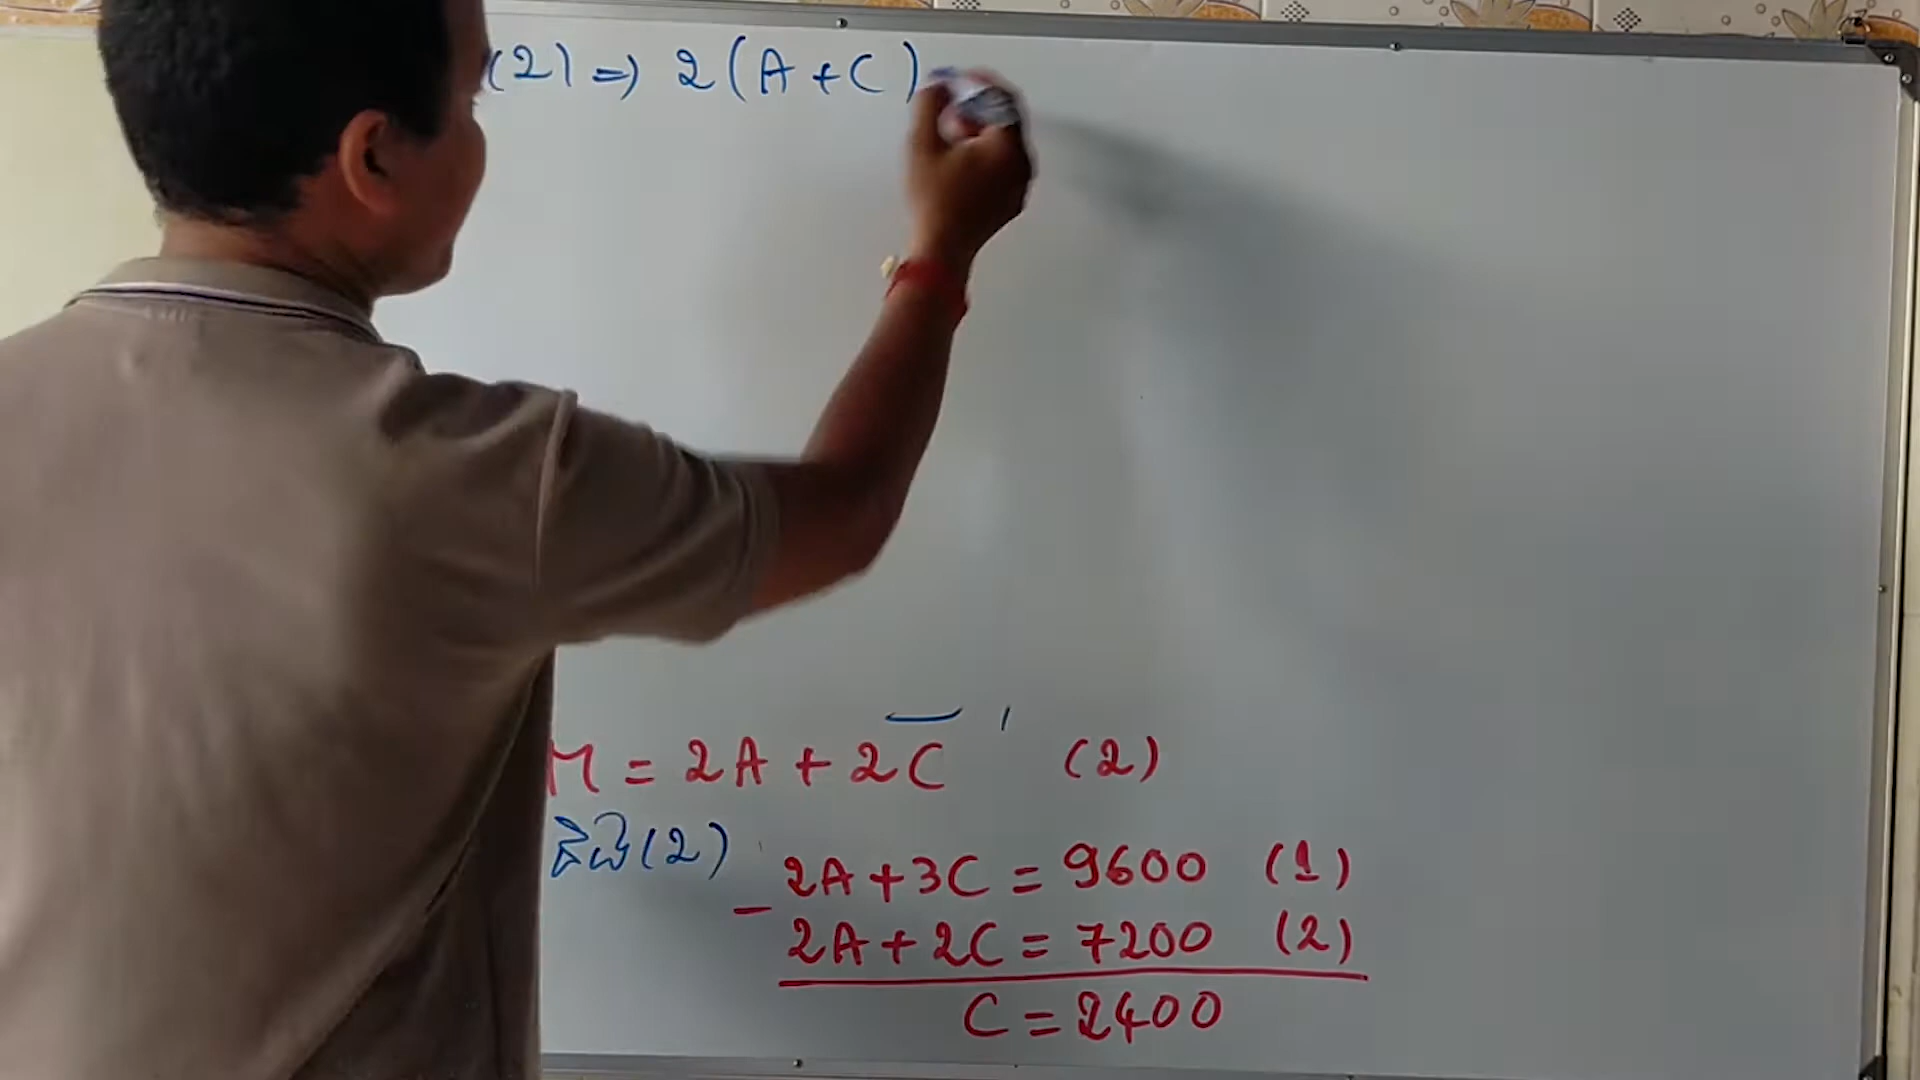 (2) => 2(A+C)
M = 2A + 2C (2)
(2)
2A + 3C = 9600 (1)
-
2A + 2C = 7200 (2)
C = 2400